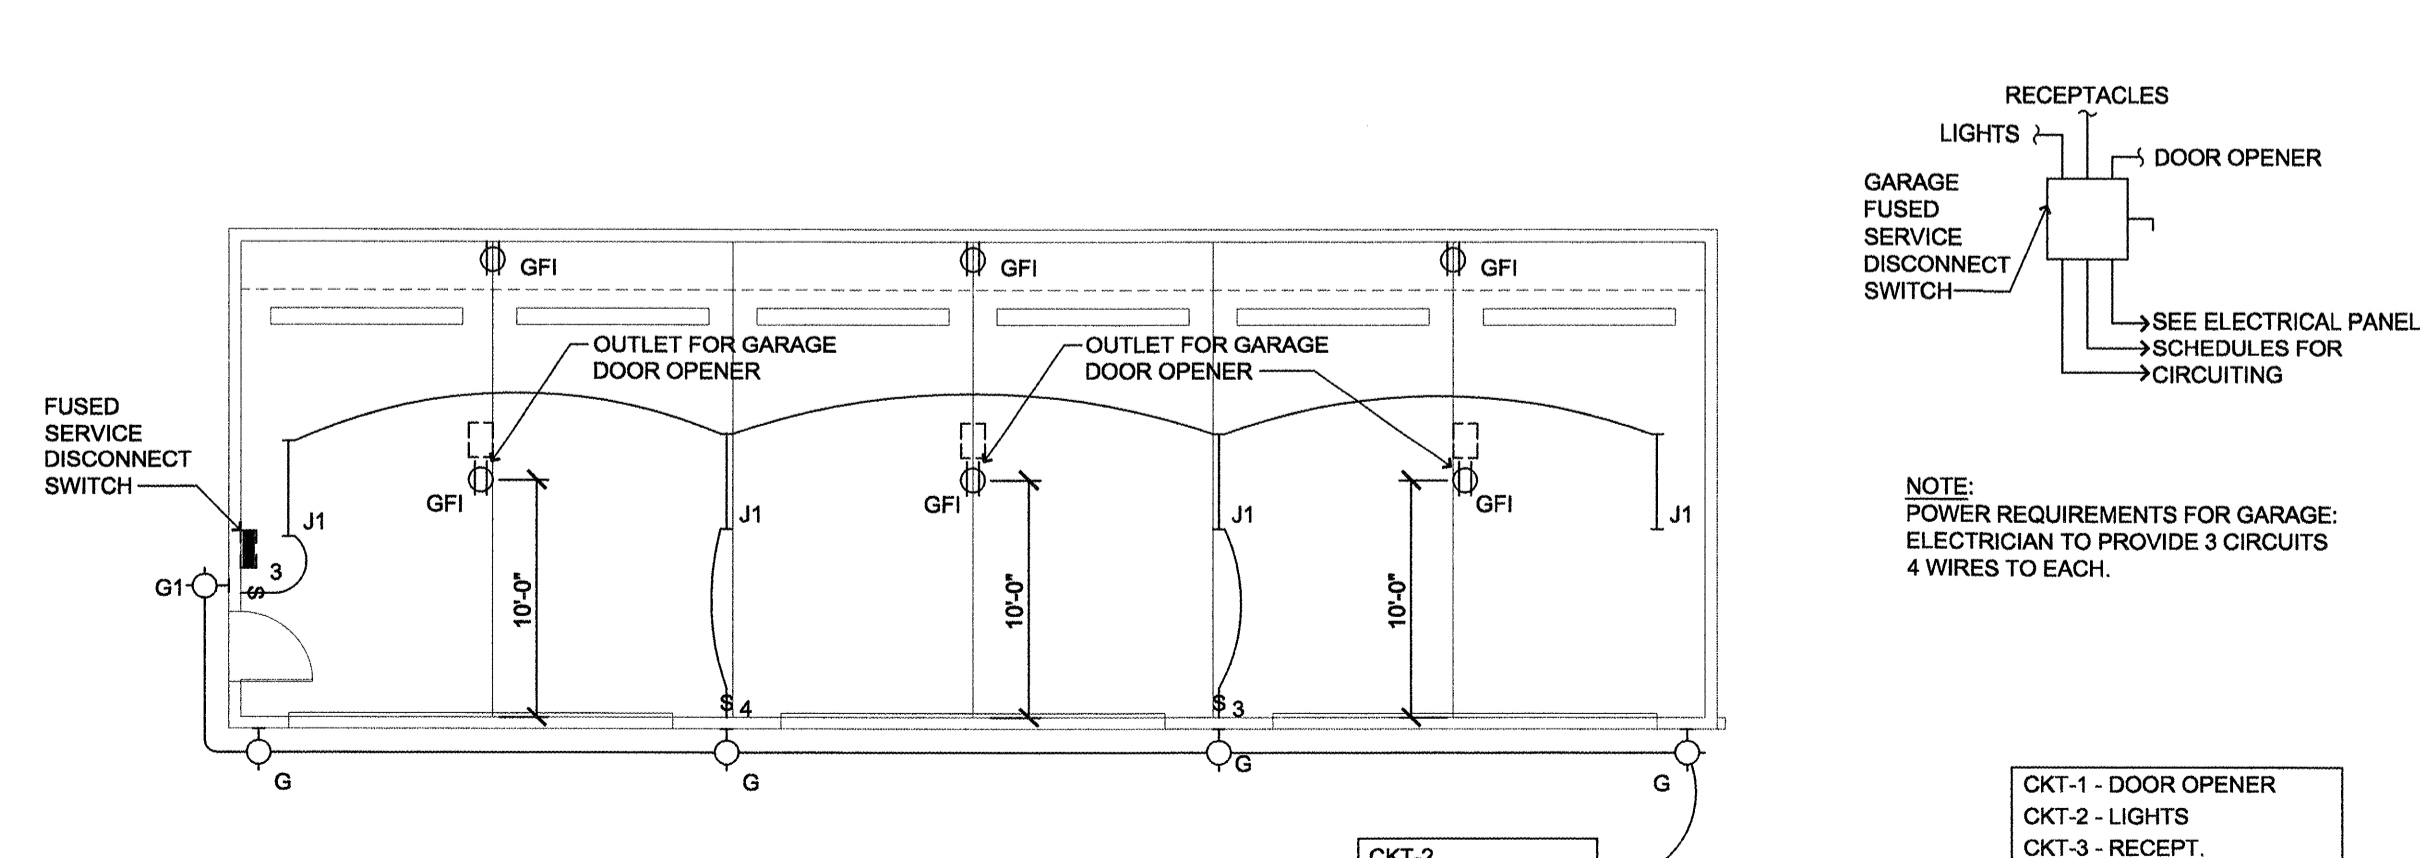 RECEPTACLES
LIGHTS
DOOR OPENER
GARAGE
FUSED
SERVICE
DISCONNECT
SWITCH
SEE ELECTRICAL PANEL
SCHEDULES FOR
CIRCUITING
GFI
GFI
GFI
OUTLET FOR GARAGE
DOOR OPENER
OUTLET FOR GARAGE
DOOR OPENER
FUSED
SERVICE
DISCONNECT
SWITCH
GFI
GFI
GFI
J1
J1
J1
J1
NOTE:
POWER REQUIREMENTS FOR GARAGE:
ELECTRICIAN TO PROVIDE 3 CIRCUITS
4 WIRES TO EACH.
G1
S 3
10'-0"
10'-0"
10'-0"
S 4
S 3
G
G
G
G
CKT-1 - DOOR OPENER
CKT-2 - LIGHTS
CKT-3 - RECEPT.
CKT-2